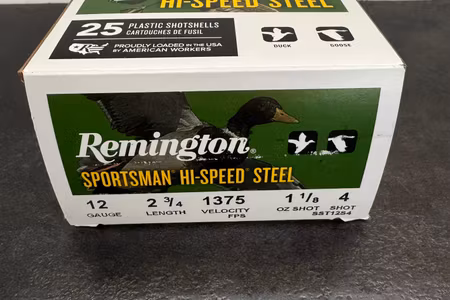 HI-SPEED STEEL
25 PLASTIC SHOTSHELLS
CARTOUCHES DE FUSIL
PROUDLY LOADED IN THE USA
BY AMERICAN WORKERS
DUCK GOOSE
Remington®
SPORTSMAN HI-SPEED STEEL
12 2 3/4 1375 1 1/8 4
GAUGE LENGTH VELOCITY OZ SHOT SHOT
FPS SST12S4